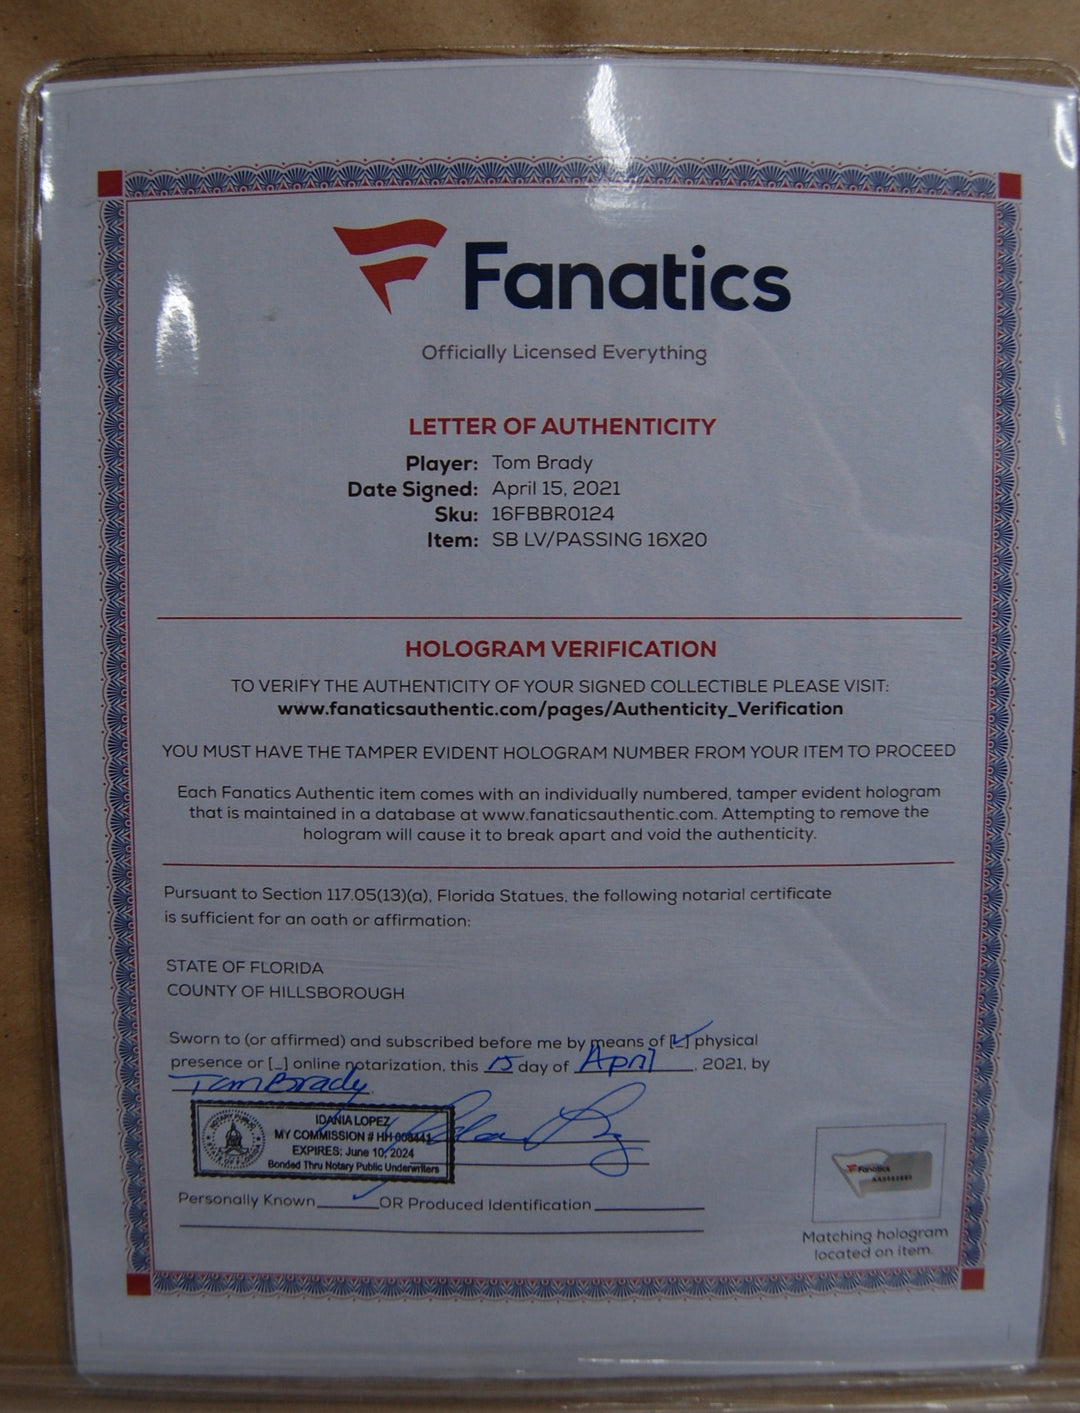 Fanatics
Officially Licensed Everything
LETTER OF AUTHENTICITY
Player: Tom Brady
Date Signed: April 15, 2021
Sku: 16FBBR0124
Item: SB LV/PASSING 16X20
HOLOGRAM VERIFICATION
TO VERIFY THE AUTHENTICITY OF YOUR SIGNED COLLECTIBLE PLEASE VISIT:
www.fanaticsauthentic.com/pages/Authenticity_Verification
YOU MUST HAVE THE TAMPER EVIDENT HOLOGRAM NUMBER FROM YOUR ITEM TO PROCEED
Each Fanatics Authentic item comes with an individually numbered, tamper evident hologram
that is maintained in a database at www.fanaticsauthentic.com. Attempting to remove the
hologram will cause it to break apart and void the authenticity.
Pursuant to Section 117.05(13)(a), Florida Statues, the following notarial certificate
is sufficient for an oath or affirmation:
STATE OF FLORIDA
COUNTY OF HILLSBOROUGH
Sworn to (or affirmed) and subscribed before me by means of [✓] physical
presence or [_] online notarization, this 15 day of April, 2021, by
Tom Brady
IDANIA LOPEZ
MY COMMISSION # HH 008441
EXPIRES: June 10, 2024
Bonded Thru Notary Public Underwriters
Personally Known ✓ OR Produced Identification
Fanatics
Matching hologram
located on item.